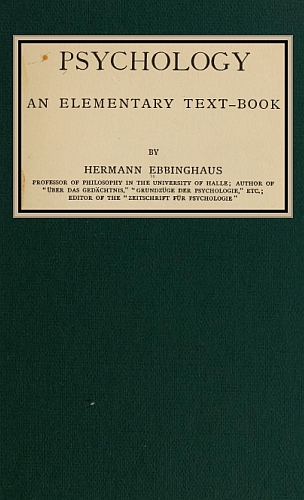 PSYCHOLOGY
AN ELEMENTARY TEXT-BOOK
BY
HERMANN EBBINGHAUS
PROFESSOR OF PHILOSOPHY IN THE UNIVERSITY OF HALLE; AUTHOR OF
"ÜBER DAS GEDÄCHTNIS," "GRUNDZÜGE DER PSYCHOLOGIE," ETC.;
EDITOR OF THE "ZEITSCHRIFT FÜR PSYCHOLOGIE"